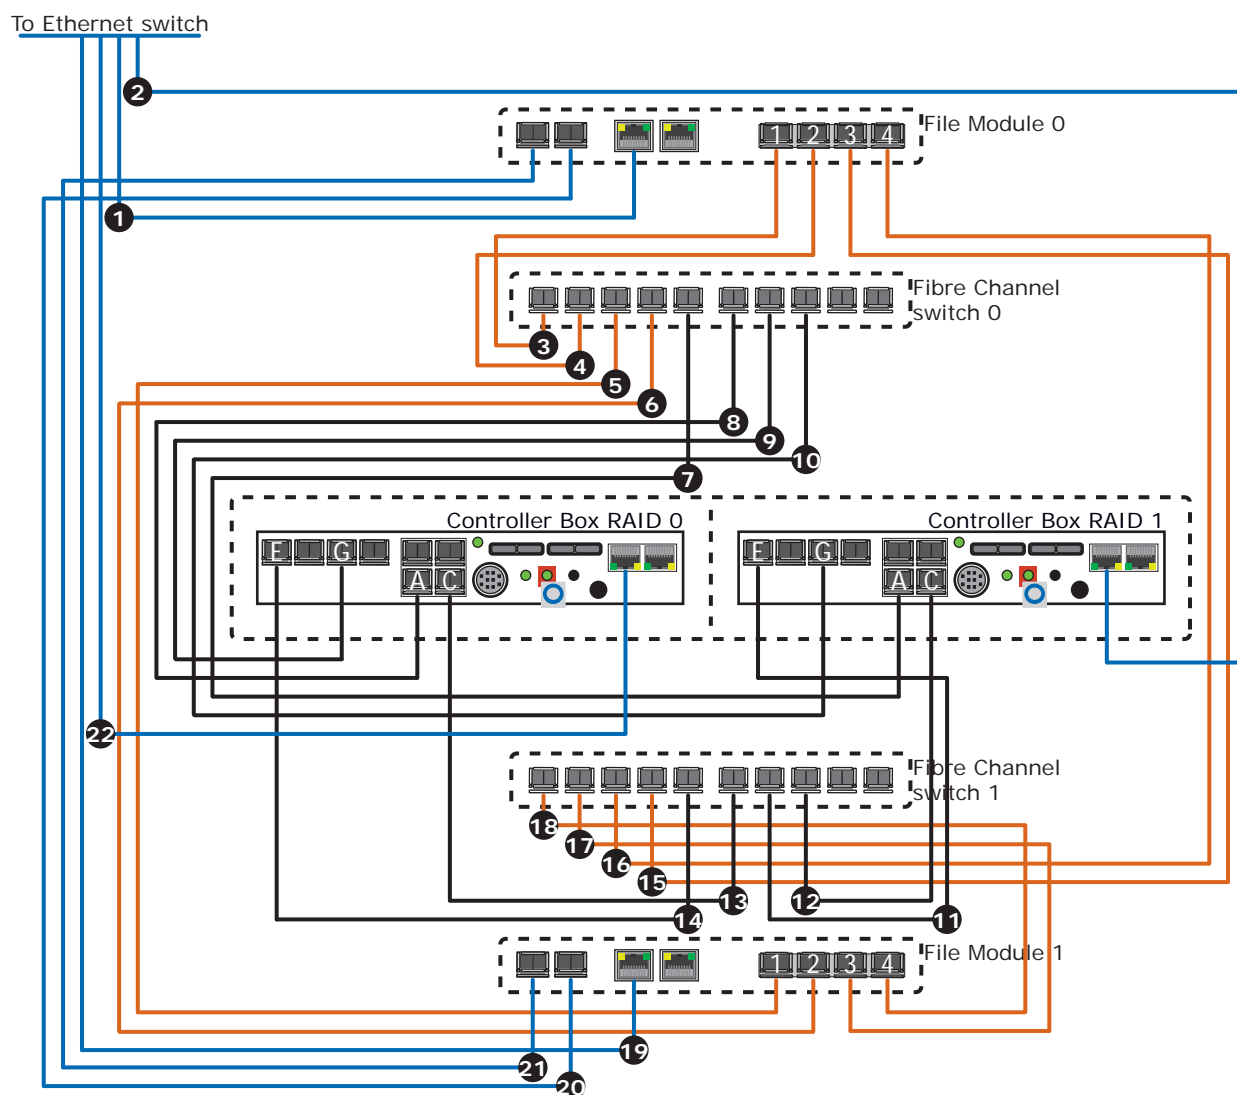 To Ethernet switch
2
File Module 0
1 2 3 4
1
Fibre Channel
switch 0
3
4
5
6
8
9
10
7
Controller Box RAID 0
Controller Box RAID 1
E G
A C
E G
A C
22
Fibre Channel
switch 1
18
17
16
15
13
12
14
11
File Module 1
1 2 3 4
19
21
20